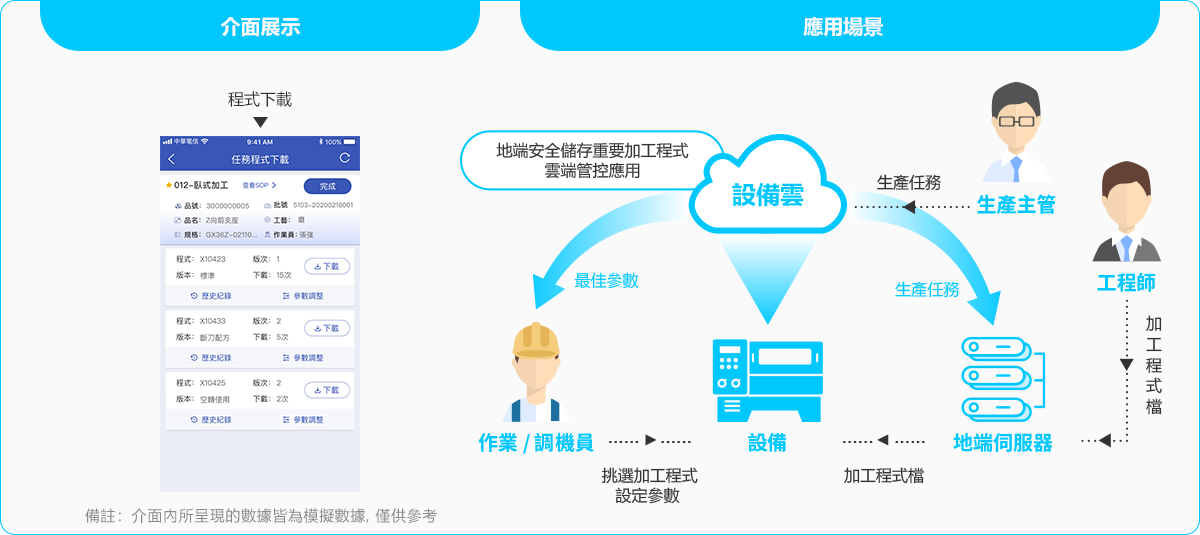 介面展示
應用場景
程式下載
中華電信
9:41 AM
100%
任務程式下載
012-臥式加工
查看SOP
完成
品號: 3000000005
批號 5103-20200216001
品名: Z向前支座
工藝: 磨
規格: GX36Z-02110...
作業員: 張強
程式: X10423
版次: 1
下載
版本: 標準
下載: 15次
歷史紀錄
參數調整
程式: X10433
版次: 2
下載
版本: 斷刀配方
下載: 5次
歷史紀錄
參數調整
程式: X10425
版次: 2
下載
版本: 空轉使用
下載: 2次
歷史紀錄
參數調整
備註: 介面內所呈現的數據皆為模擬數據, 僅供參考
地端安全儲存重要加工程式
雲端管控應用
設備雲
生產任務
生產主管
工程師
最佳參數
生產任務
加工程式檔
作業 / 調機員
設備
地端伺服器
挑選加工程式
設定參數
加工程式檔